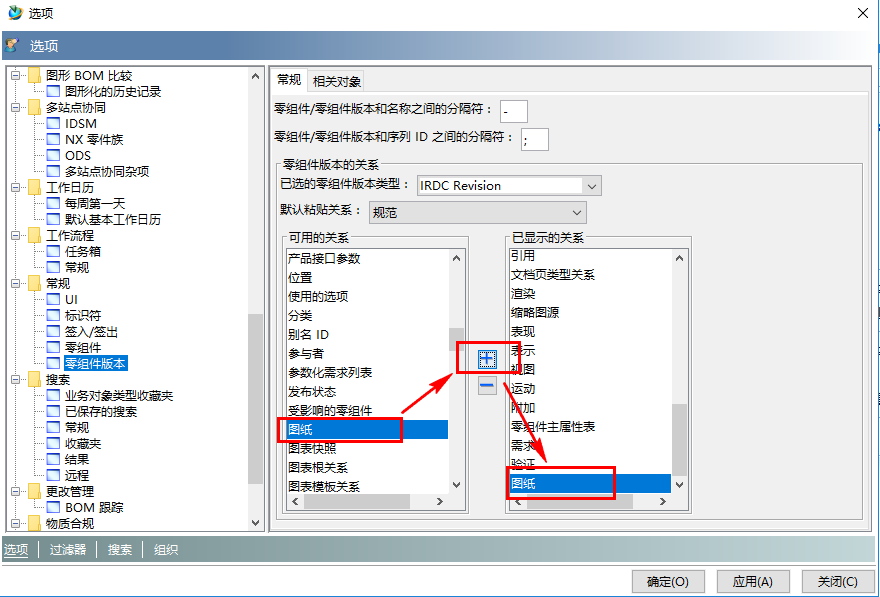 选项
选项
图形 BOM 比较
图形化的历史记录
多站点协同
IDSM
NX 零件族
ODS
多站点协同杂项
工作日历
每周第一天
默认基本工作日历
工作流程
任务箱
常规
常规
UI
标识符
签入/签出
零组件
零组件版本
搜索
业务对象类型收藏夹
已保存的搜索
常规
收藏夹
结果
远程
更改管理
BOM 跟踪
物质合规
常规 相关对象
零组件/零组件版本和名称之间的分隔符： -
零组件/零组件版本和序列 ID 之间的分隔符： ;
零组件版本的关系
已选的零组件版本类型： IRDC Revision
默认粘贴关系： 规范
可用的关系
产品接口参数
位置
使用的选项
分类
别名 ID
参与者
参数化需求列表
发布状态
受影响的零组件
图纸
图表快照
图表根关系
图表模板关系
已显示的关系
引用
文档页类型关系
渲染
缩略图源
表现
表示
视图
运动
附加
零组件主属性表
需求
验证
图纸
选项 过滤器 搜索 组织
确定(O) 应用(A) 关闭(C)